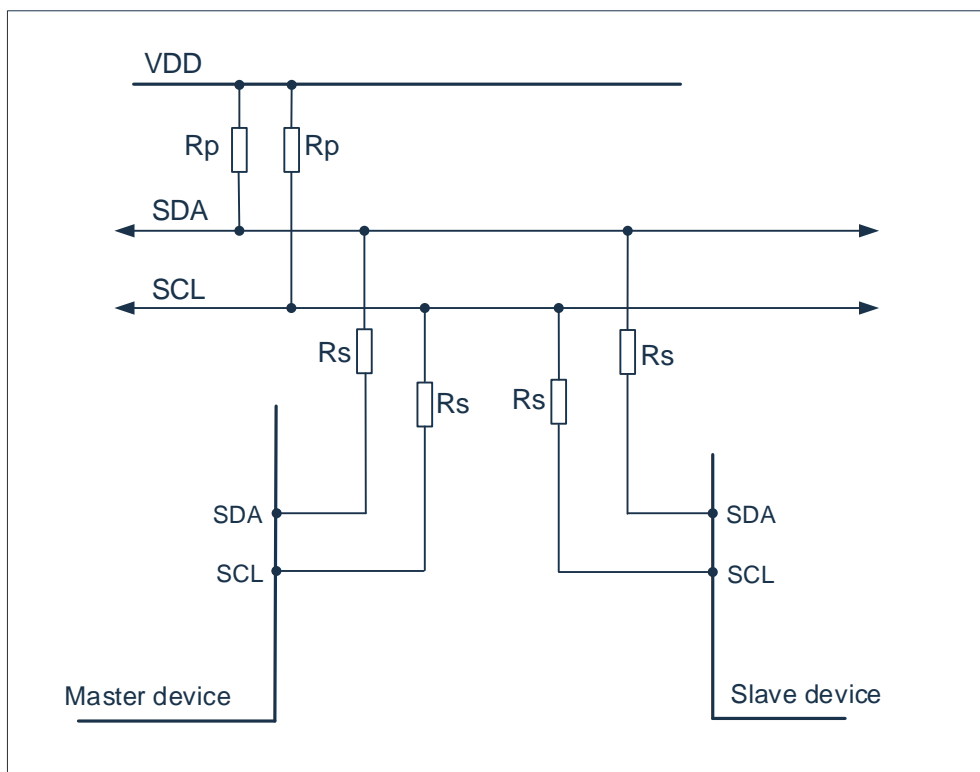 VDD
Rp
Rp
SDA
SCL
Rs
Rs
Rs
Rs
SDA
SDA
SCL
SCL
Master device
Slave device